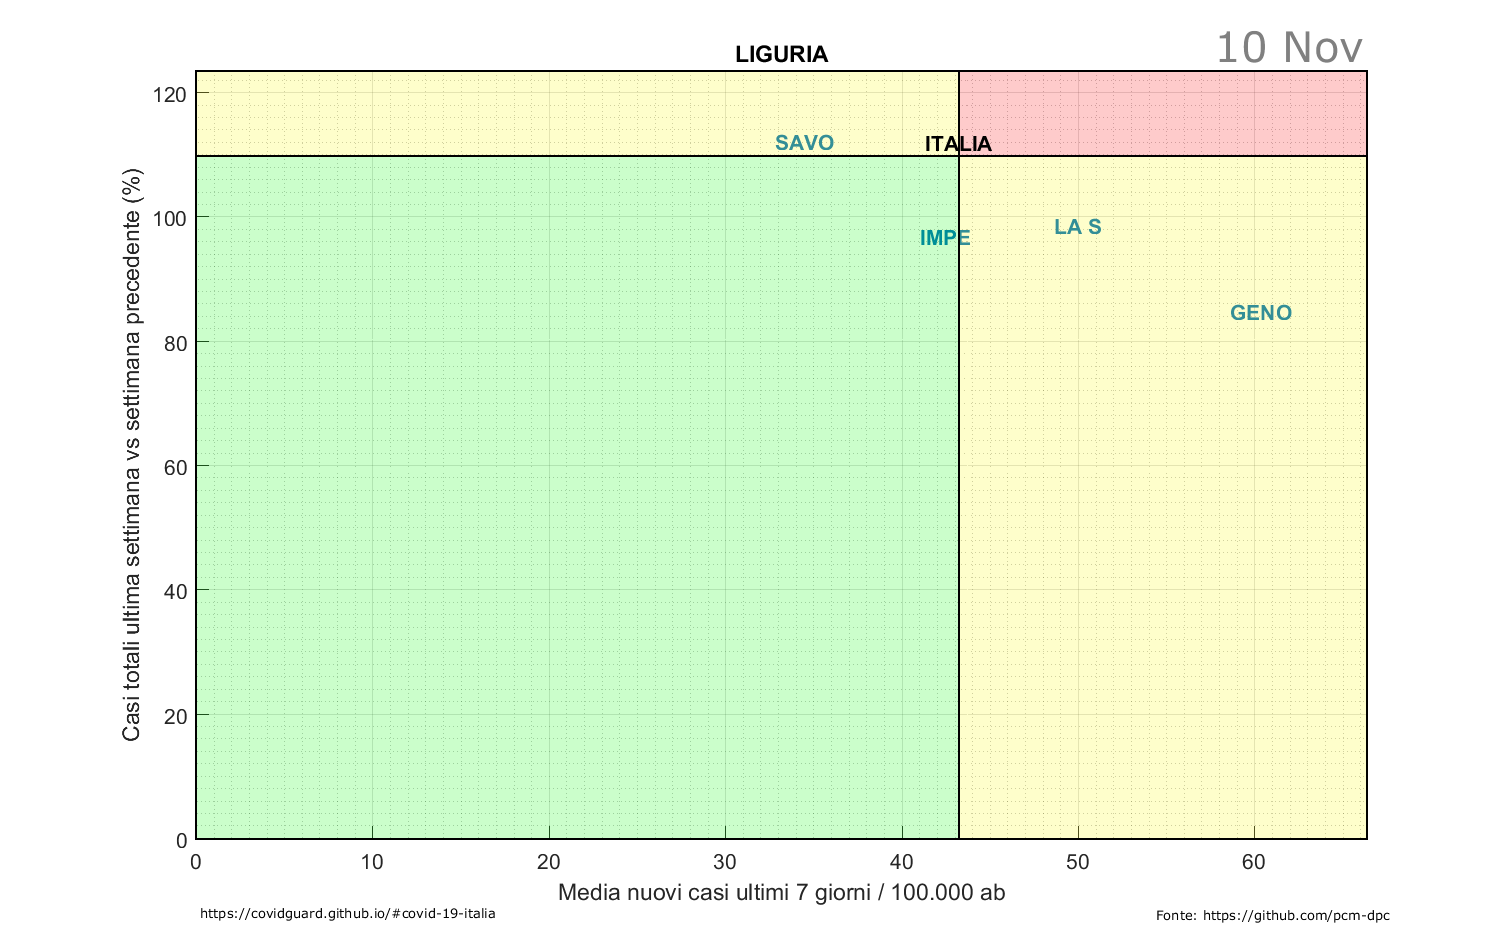 LIGURIA
10 Nov
120
100
80
60
40
20
0
Casi totali ultima settimana vs settimana precedente (%)
SAVO
ITALIA
LA S
IMPE
GENO
0 10 20 30 40 50 60
Media nuovi casi ultimi 7 giorni / 100.000 ab
https://covidguard.github.io/#covid-19-italia
Fonte: https://github.com/pcm-dpc